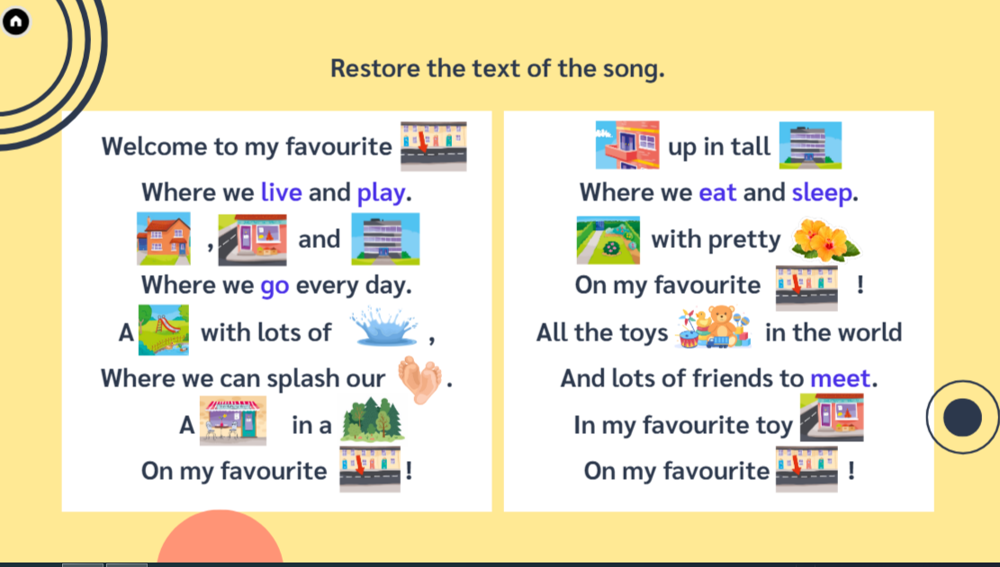 Restore the text of the song.
Welcome to my favourite
Where we live and play.
, and
Where we go every day.
A with lots of ,
Where we can splash our .
A in a
On my favourite !
up in tall
Where we eat and sleep.
with pretty
On my favourite !
All the toys in the world
And lots of friends to meet.
In my favourite toy
On my favourite !